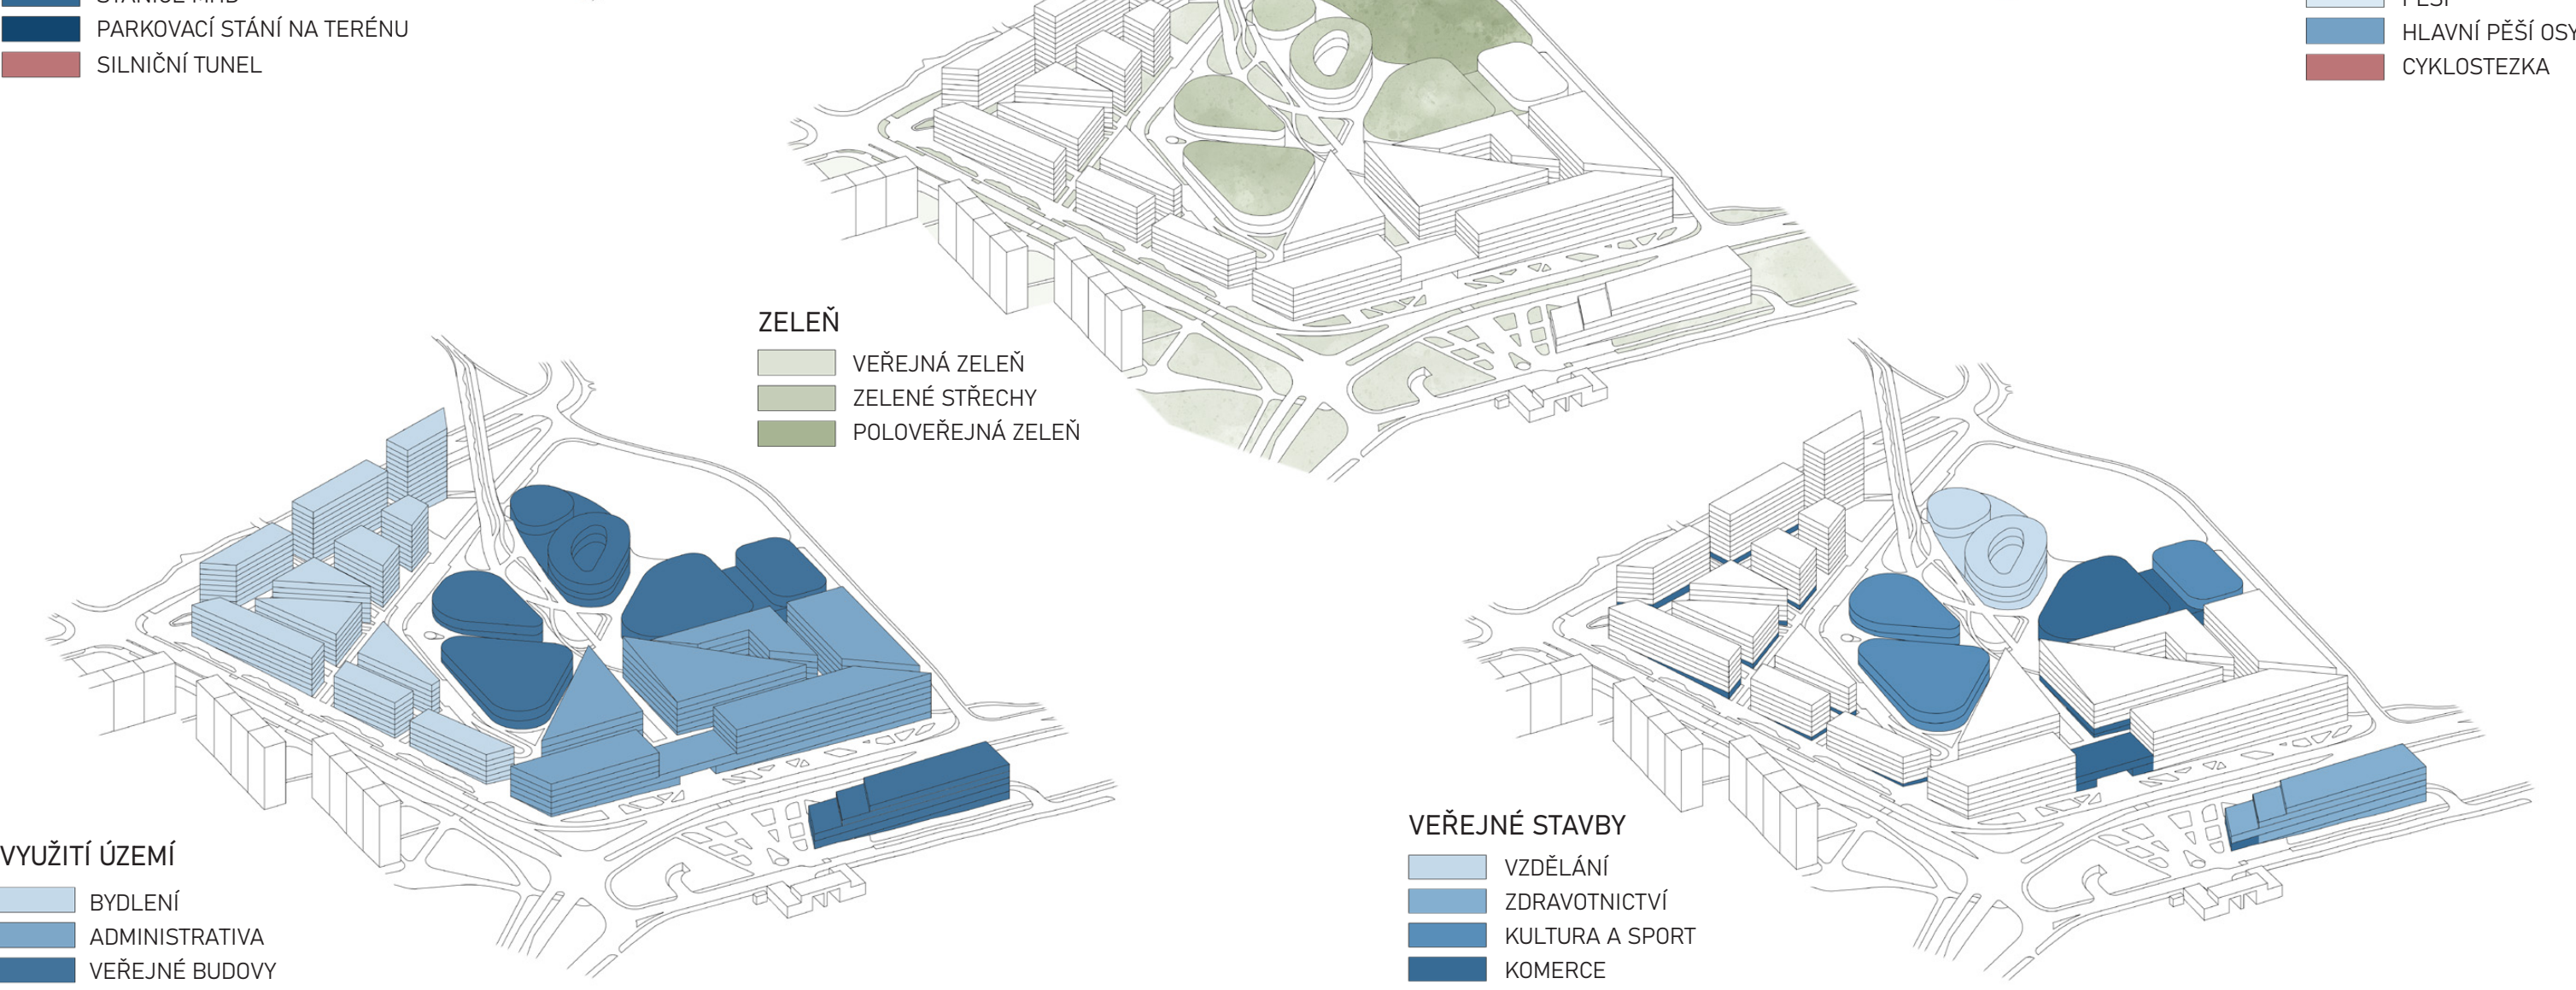 PARKOVACÍ STÁNÍ NA TERÉNU
SILNIČNÍ TUNEL
HLAVNÍ PĚŠÍ OSY
CYKLOSTEZKA
ZELEŇ
VEŘEJNÁ ZELEŇ
ZELENÉ STŘECHY
POLOVEŘEJNÁ ZELEŇ
VYUŽITÍ ÚZEMÍ
BYDLENÍ
ADMINISTRATIVA
VEŘEJNÉ BUDOVY
VEŘEJNÉ STAVBY
VZDĚLÁNÍ
ZDRAVOTNICTVÍ
KULTURA A SPORT
KOMERCE